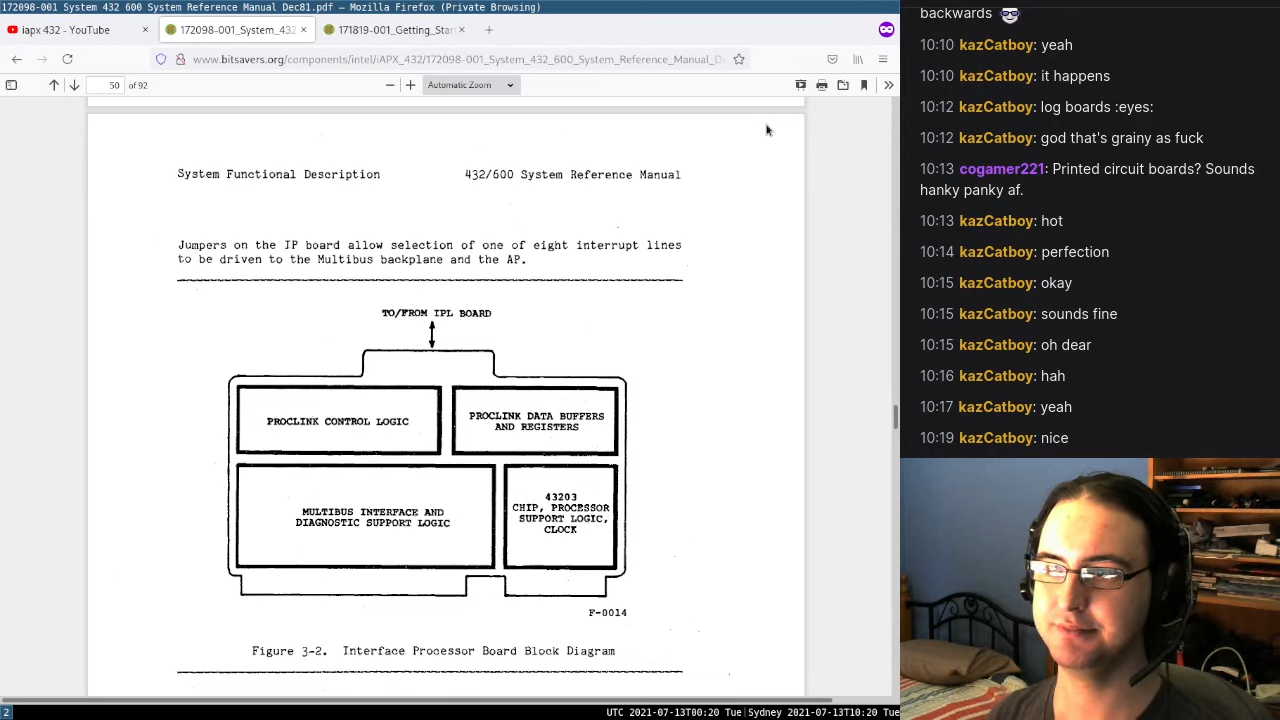 172098-001 System 432 600 System Reference Manual Dec81.pdf - Mozilla Firefox (Private Browsing)
iapx 432 - YouTube
172098-001_System_432
171819-001_Getting_Star
www.bitsavers.org/components/intel/iAPX_432/172098-001_System_432_600_System_Reference_Manual_De
50 of 92
Automatic Zoom
System Functional Description
432/600 System Reference Manual
Jumpers on the IP board allow selection of one of eight interrupt lines
to be driven to the Multibus backplane and the AP.
TO/FROM IPL BOARD
PROCLINK CONTROL LOGIC
PROCLINK DATA BUFFERS
AND REGISTERS
MULTIBUS INTERFACE AND
DIAGNOSTIC SUPPORT LOGIC
43203
CHIP, PROCESSOR
SUPPORT LOGIC,
CLOCK
F-0014
Figure 3-2. Interface Processor Board Block Diagram
2
UTC 2021-07-13T00:20 Tue
Sydney 2021-07-13T10:20 Tue
backwards
10:10 kazCatboy: yeah
10:10 kazCatboy: it happens
10:12 kazCatboy: log boards :eyes:
10:12 kazCatboy: god that's grainy as fuck
10:13 cogamer221: Printed circuit boards? Sounds
hanky panky af.
10:13 kazCatboy: hot
10:14 kazCatboy: perfection
10:15 kazCatboy: okay
10:15 kazCatboy: sounds fine
10:15 kazCatboy: oh dear
10:16 kazCatboy: hah
10:17 kazCatboy: yeah
10:19 kazCatboy: nice